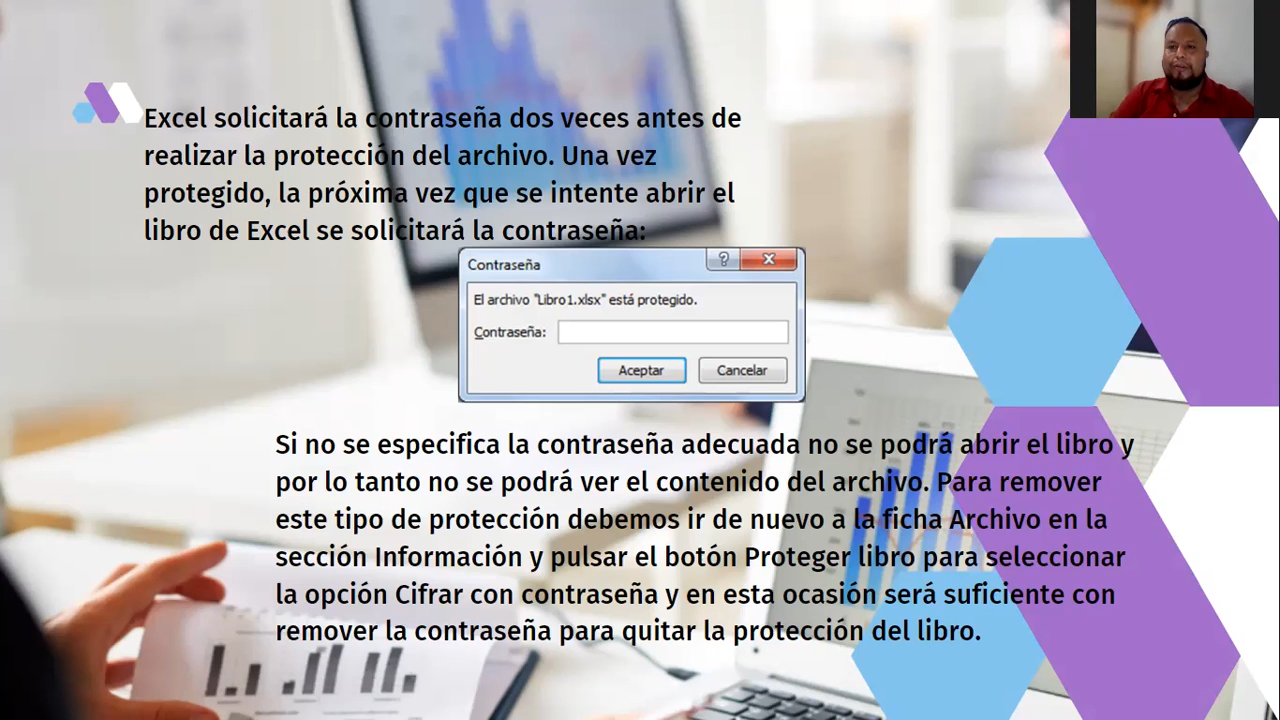 Excel solicitará la contraseña dos veces antes de
realizar la protección del archivo. Una vez
protegido, la próxima vez que se intente abrir el
libro de Excel se solicitará la contraseña:
Contraseña
?
El archivo "Libro1.xlsx" está protegido.
Contraseña:
Aceptar Cancelar
Si no se especifica la contraseña adecuada no se podrá abrir el libro y
por lo tanto no se podrá ver el contenido del archivo. Para remover
este tipo de protección debemos ir de nuevo a la ficha Archivo en la
sección Información y pulsar el botón Proteger libro para seleccionar
la opción Cifrar con contraseña y en esta ocasión será suficiente con
remover la contraseña para quitar la protección del libro.